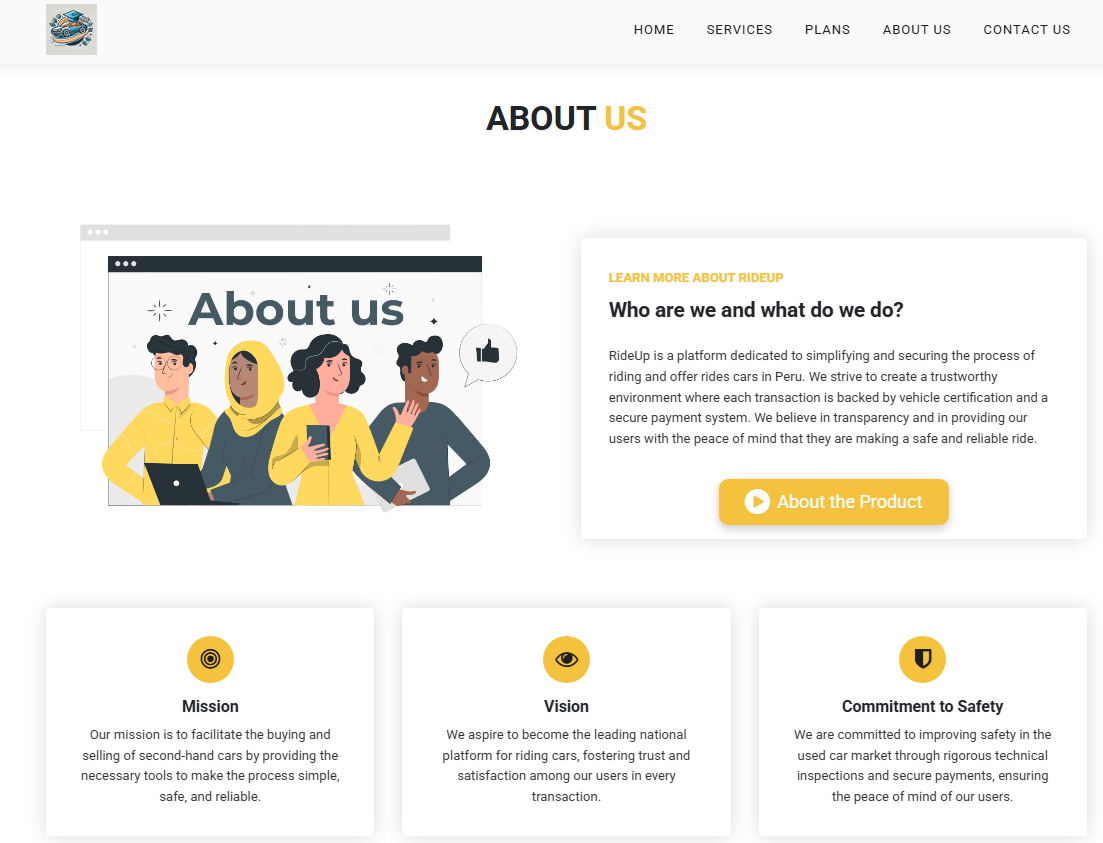 HOME SERVICES PLANS ABOUT US CONTACT US
ABOUT US
About us
LEARN MORE ABOUT RIDEUP
Who are we and what do we do?
RideUp is a platform dedicated to simplifying and securing the process of
riding and offer rides cars in Peru. We strive to create a trustworthy
environment where each transaction is backed by vehicle certification and a
secure payment system. We believe in transparency and in providing our
users with the peace of mind that they are making a safe and reliable ride.
About the Product
Mission
Our mission is to facilitate the buying and
selling of second-hand cars by providing the
necessary tools to make the process simple,
safe, and reliable.
Vision
We aspire to become the leading national
platform for riding cars, fostering trust and
satisfaction among our users in every
transaction.
Commitment to Safety
We are committed to improving safety in the
used car market through rigorous technical
inspections and secure payments, ensuring
the peace of mind of our users.